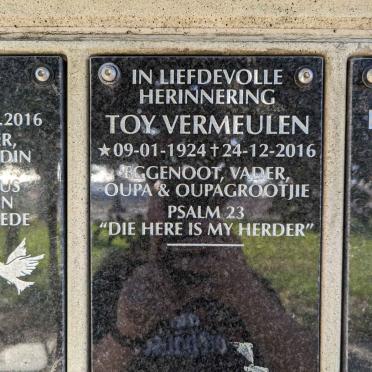 IN LIEFDEVOLLE
HERINNERING
TOY VERMEULEN
★09-01-1924 ✝ 24-12-2016
EGGENOOT, VADER,
OUPA & OUPAGROOTJIE
PSALM 23
"DIE HERE IS MY HERDER"
.2016